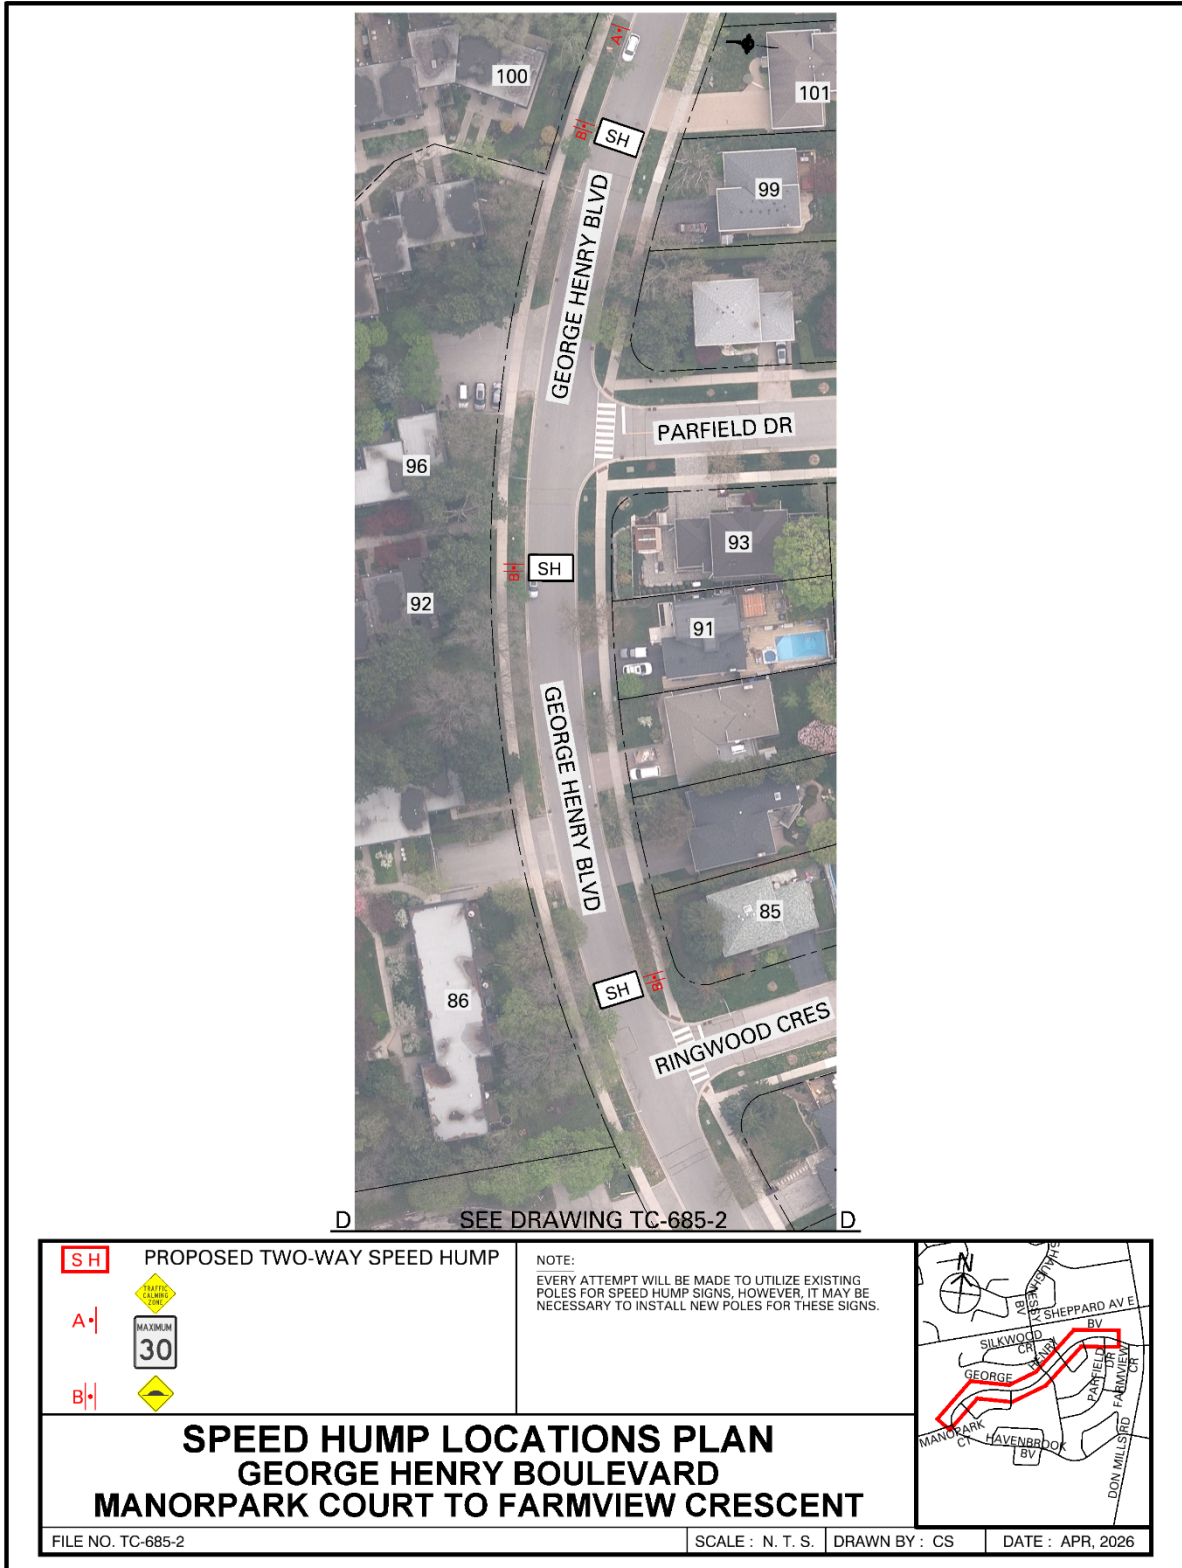 A
100
101
B
SH
99
GEORGE HENRY BLVD
PARFIELD DR
96
93
B
SH
92
91
GEORGE HENRY BLVD
85
SH
B
86
RINGWOOD CRES
D
SEE DRAWING TC-685-2
D
SH
PROPOSED TWO-WAY SPEED HUMP
TRAFFIC
CALMING
ZONE
A
MAXIMUM
30
B
NOTE:
EVERY ATTEMPT WILL BE MADE TO UTILIZE EXISTING
POLES FOR SPEED HUMP SIGNS, HOWEVER, IT MAY BE
NECESSARY TO INSTALL NEW POLES FOR THESE SIGNS.
N
SHAUGHNESSY
BV
SHEPPARD AV E
SILKWOOD
CR
HENRY
BV
GEORGE
PARFIELD
DR
FARMVIEW
CR
MANORPARK
CT
HAVENBROOK
BV
DON MILLS RD
SPEED HUMP LOCATIONS PLAN
GEORGE HENRY BOULEVARD
MANORPARK COURT TO FARMVIEW CRESCENT
FILE NO. TC-685-2
SCALE : N. T. S.
DRAWN BY : CS
DATE : APR, 2026